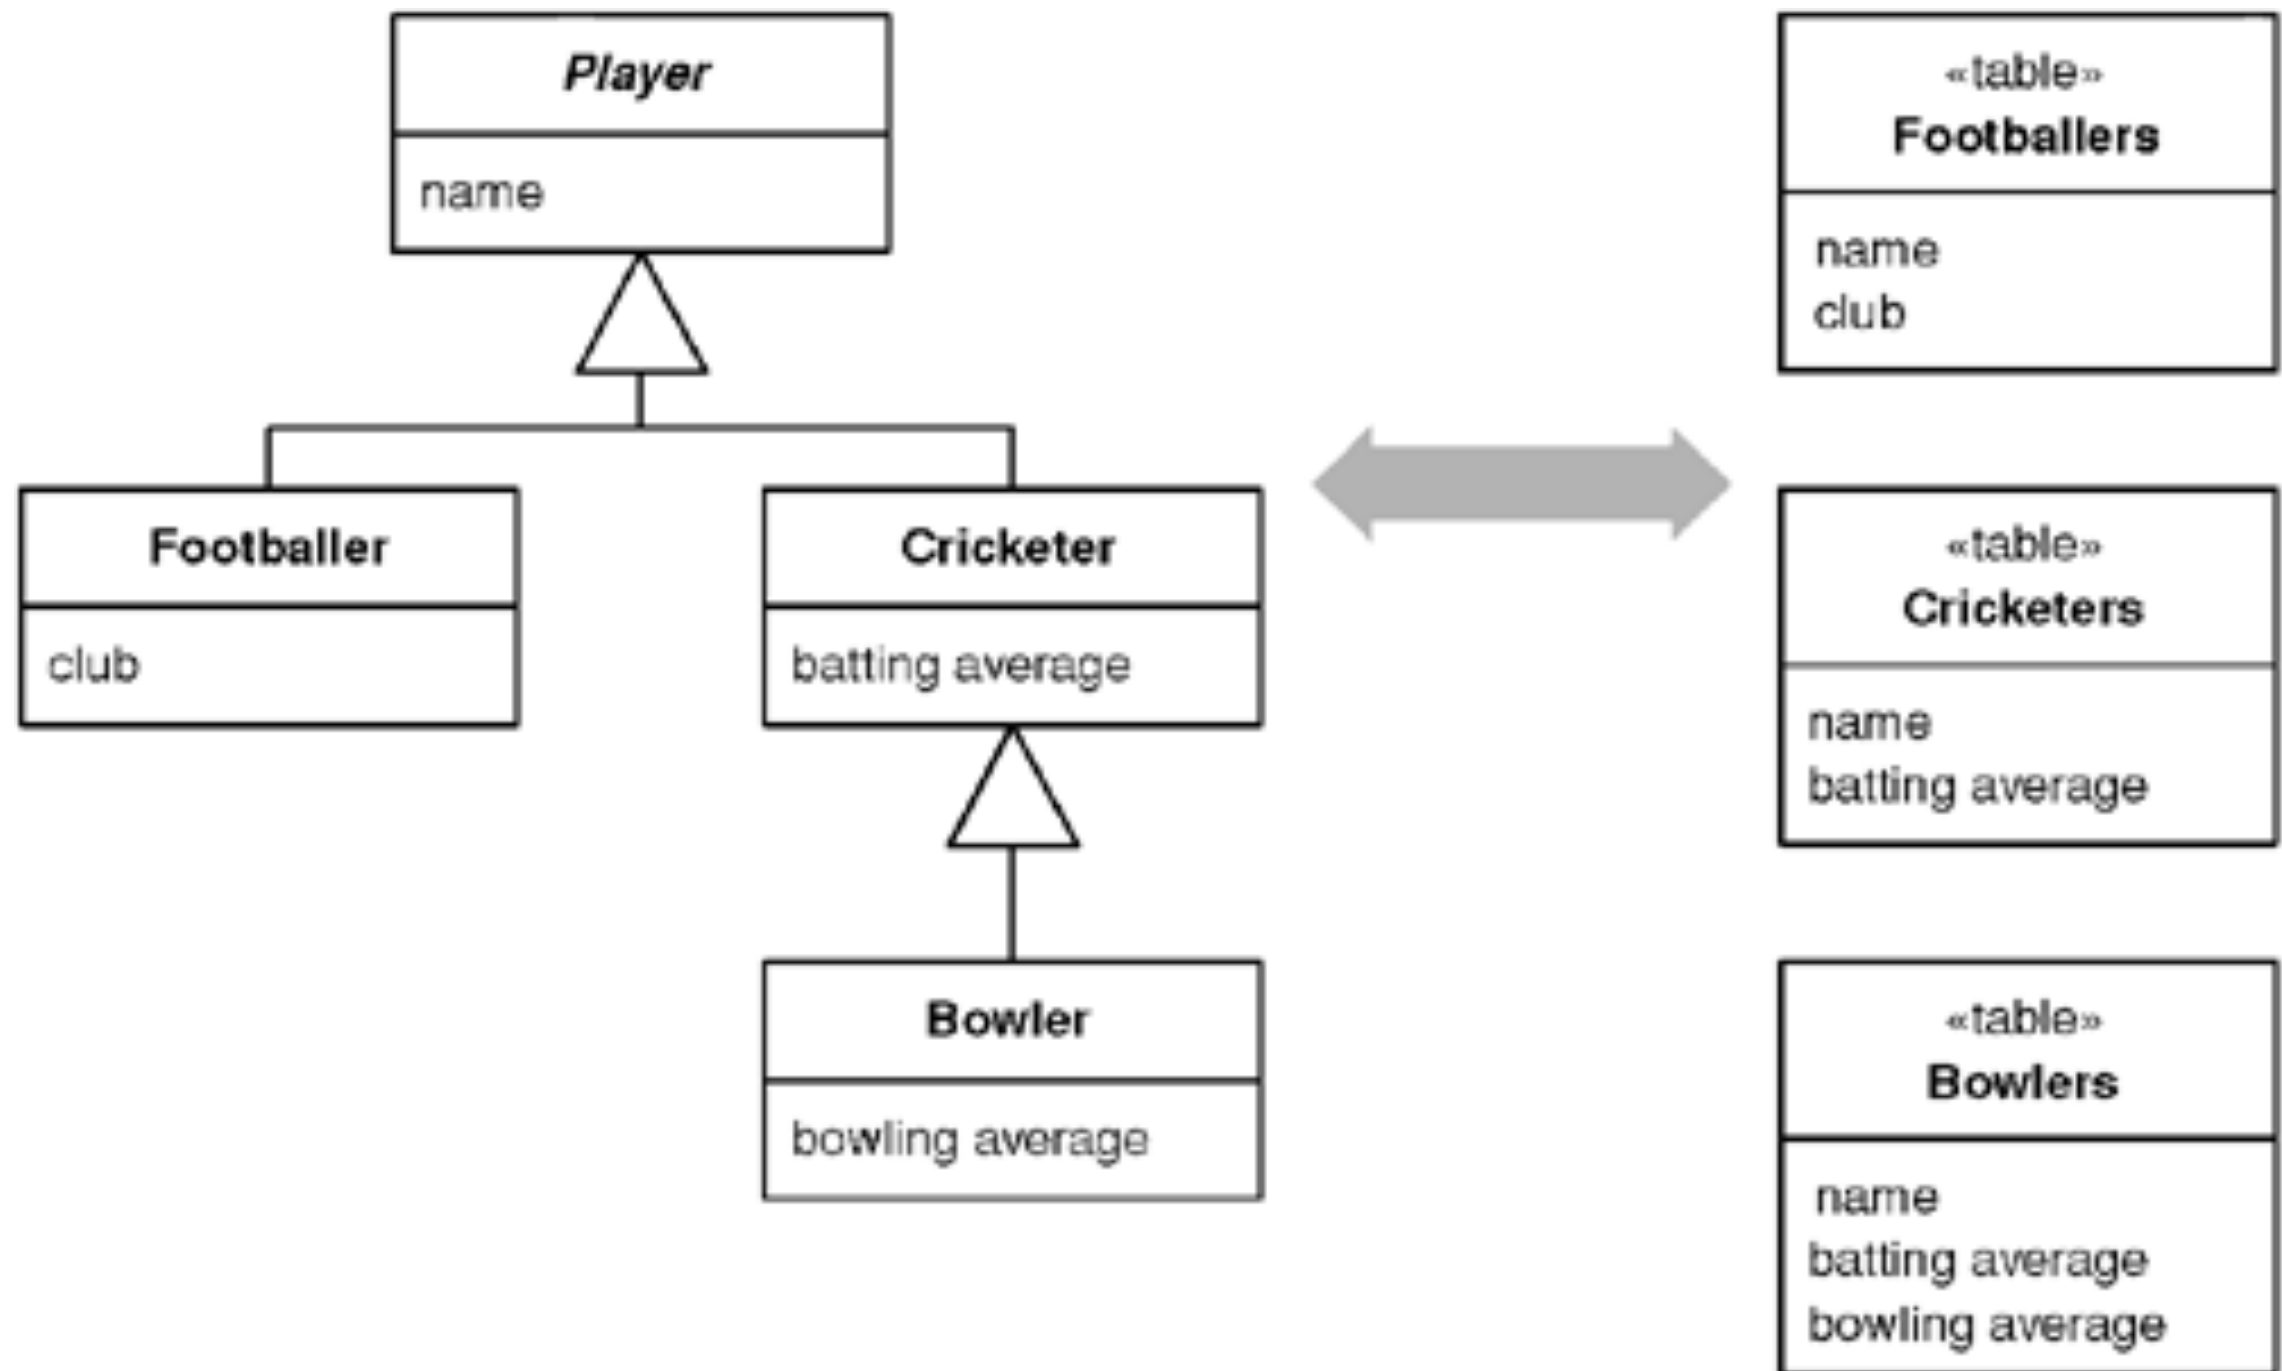 Player
name
Footballer
club
Cricketer
batting average
Bowler
bowling average
«table»
Footballers
name
club
«table»
Cricketers
name
batting average
«table»
Bowlers
name
batting average
bowling average